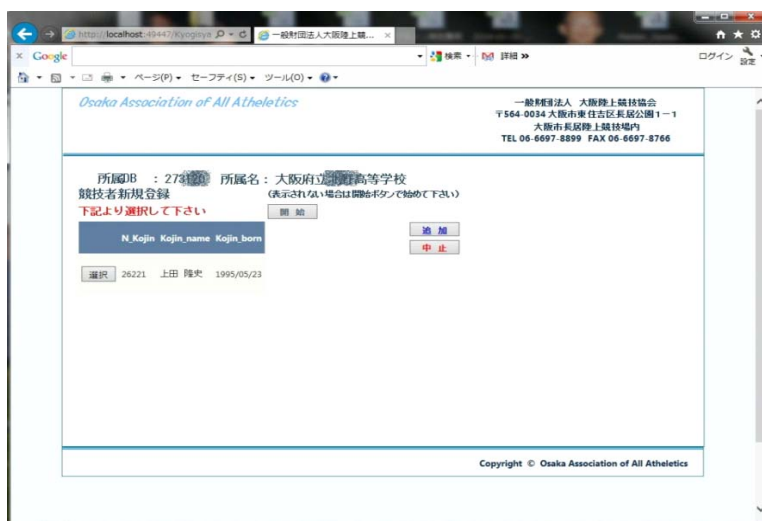 http://localhost:49447/Kyogisya
一般財団法人大阪陸上競...
× Google
検索
詳細 »
ログイン
設定
ページ(P)
セーフティ(S)
ツール(O)
Osaka Association of All Atheletics
一般財団法人 大阪陸上競技協会
〒564-0034 大阪市東住吉区長居公園1-1
大阪市長居陸上競技場内
TEL 06-6697-8899 FAX 06-6697-8766
所属DB : 273 所属名: 大阪府立 高等学校
競技者新規登録 (表示されない場合は開始ボタンで始めて下さい)
下記より選択して下さい 開 始
N_Kojin Kojin_name Kojin_born
追 加
中 止
選択 26221 上田 隆史 1995/05/23
Copyright © Osaka Association of All Atheletics